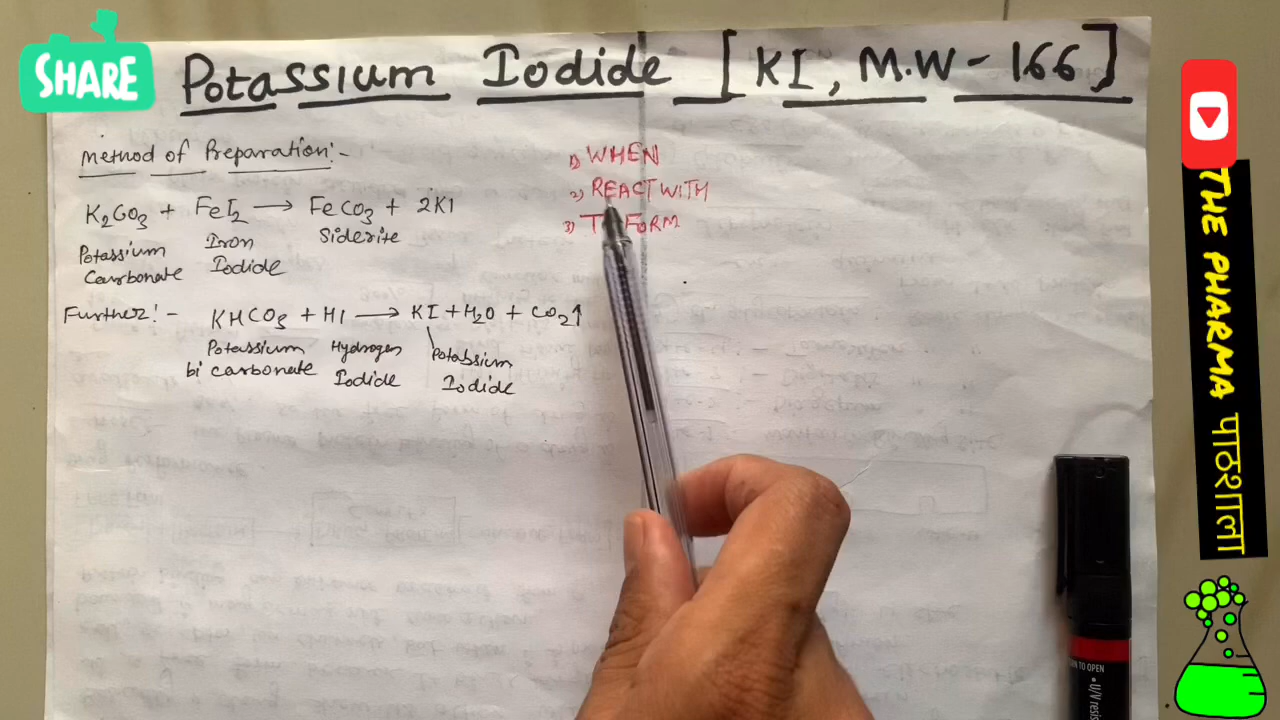 SHARE
Potassium Iodide [KI, M.W - 166]
Method of Preparation:-
K₂CO₃ + FeI₂ → FeCO₃ + 2KI
Potassium Carbonate
Iron Iodide
Siderite
Further:- KHCO₃ + HI → KI + H₂O + CO₂↑
Potassium bi carbonate
Hydrogen Iodide
Potabsium Iodide
1) WHEN
2) REACT WITH
3) T FORM
THE PHARMA पाठशाला